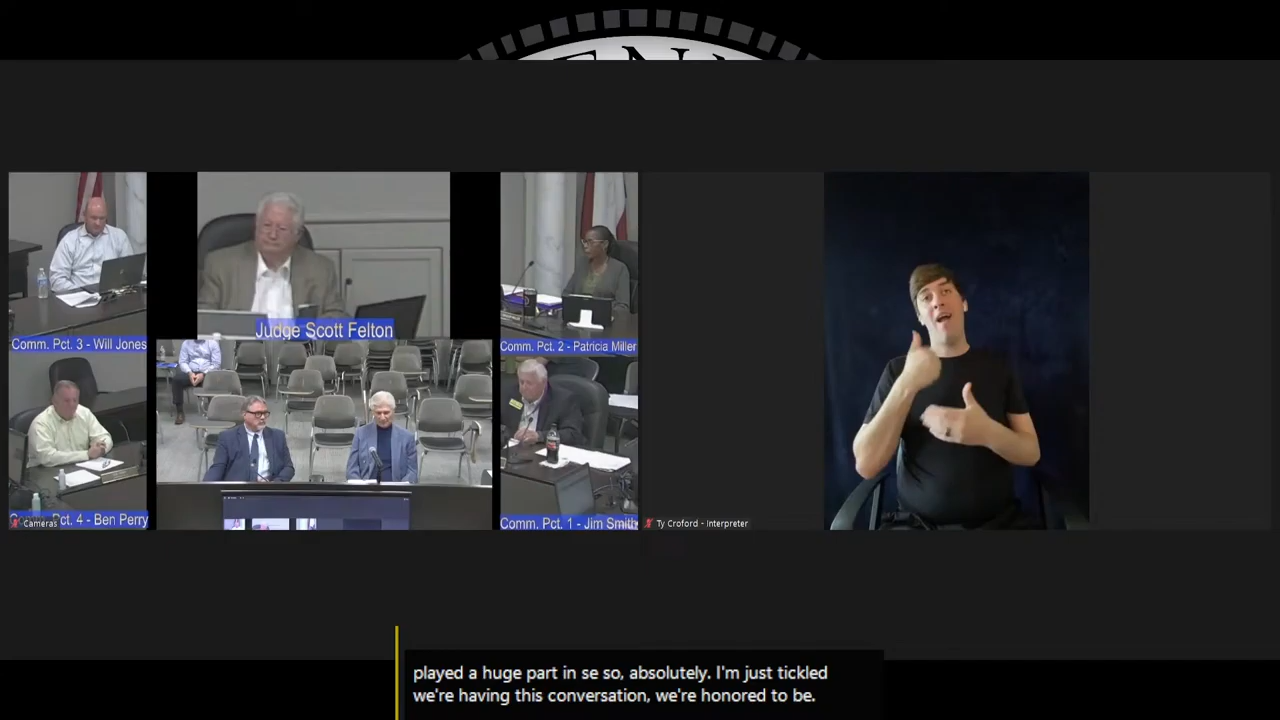 Comm. Pct. 3 - Will Jones
Judge Scott Felton
Comm. Pct. 2 - Patricia Miller
Cameras
Pct. 4 - Ben Perry
Comm. Pct. 1 - Jim Smith
Ty Croford - Interpreter
played a huge part in se so, absolutely. I'm just tickled
we're having this conversation, we're honored to be.